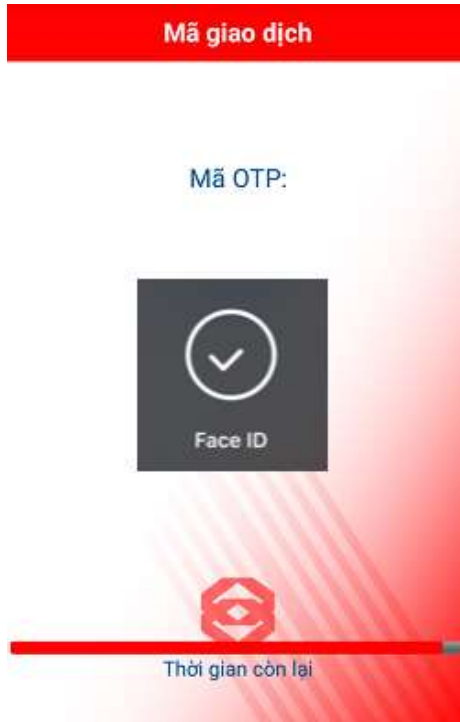 Mã giao dịch
Mã OTP:
Face ID
Thời gian còn lại